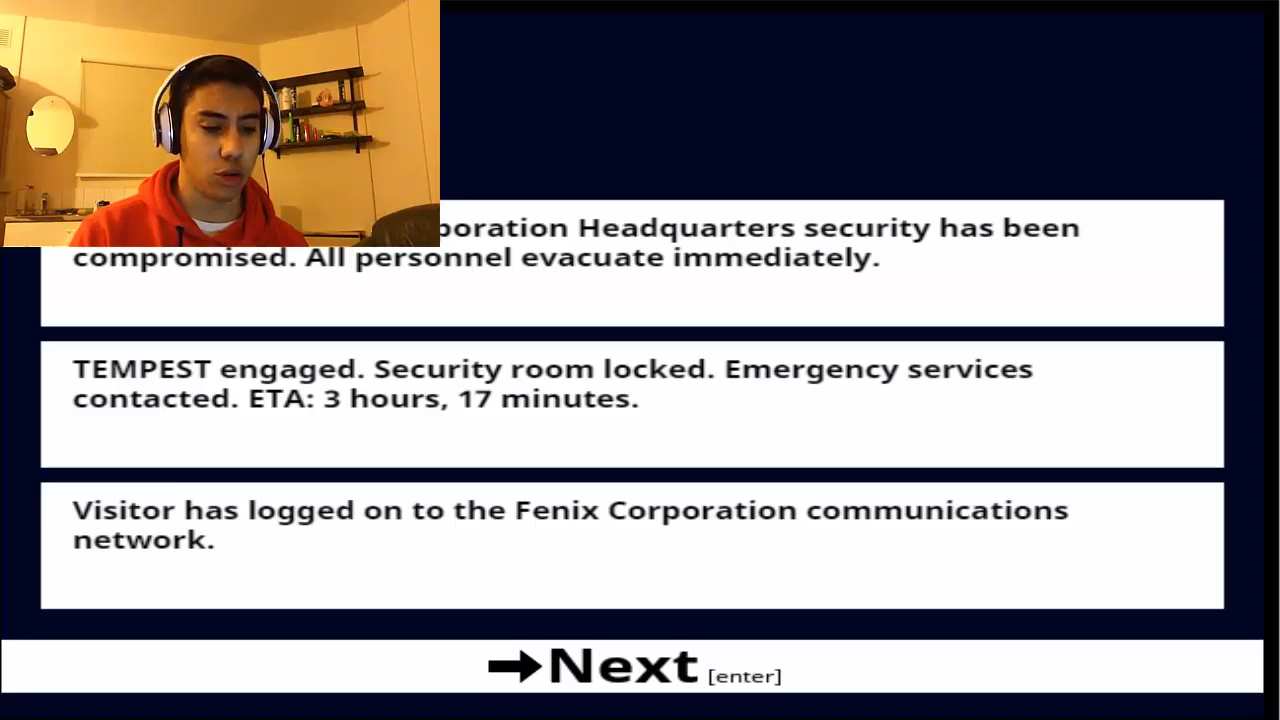 Headquarters security has been
compromised. All personnel evacuate immediately.
TEMPEST engaged. Security room locked. Emergency services
contacted. ETA: 3 hours, 17 minutes.
Visitor has logged on to the Fenix Corporation communications
network.
Next [enter]